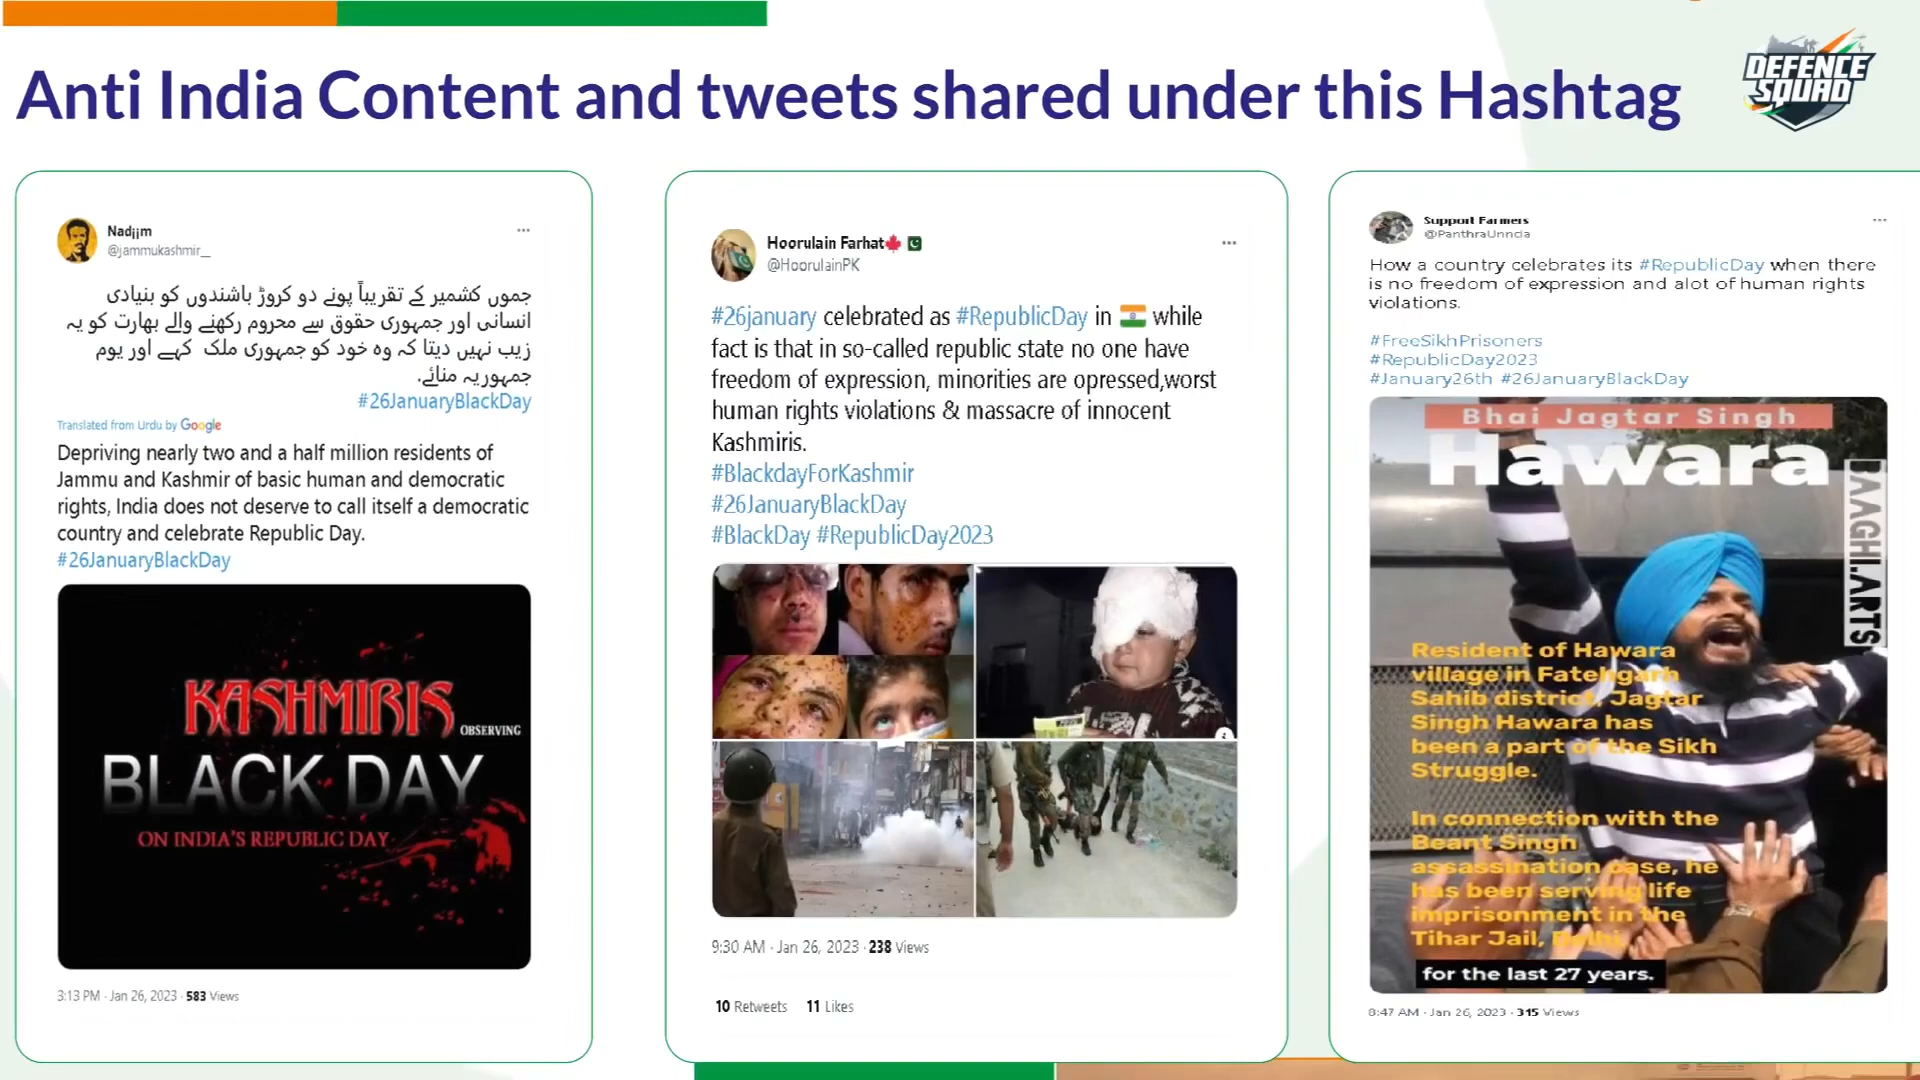 Anti India Content and tweets shared under this Hashtag
DEFENCE
SQUAD
Nadjjm
@jammukashmir__
جموں کشمیر کے تقریباً پونے دو کروڑ باشندوں کو بنیادی
انسانی اور جمہوری حقوق سے محروم رکھنے والے بھارت کو یہ
زیب نہیں دیتا کہ وہ خود کو جمہوری ملک کہے اور یوم
جمہوریہ منائے.
#26JanuaryBlackDay
Translated from Urdu by Google
Depriving nearly two and a half million residents of
Jammu and Kashmir of basic human and democratic
rights, India does not deserve to call itself a democratic
country and celebrate Republic Day.
#26JanuaryBlackDay
KASHMIRIS
OBSERVING
BLACK DAY
ON INDIA'S REPUBLIC DAY
3:13 PM · Jan 26, 2023 · 583 Views
Hoorulain Farhat
@HoorulainPK
#26january celebrated as #RepublicDay in 🇮🇳 while
fact is that in so-called republic state no one have
freedom of expression, minorities are opressed,worst
human rights violations & massacre of innocent
Kashmiris.
#BlackdayForKashmir
#26JanuaryBlackDay
#BlackDay #RepublicDay2023
9:30 AM · Jan 26, 2023 · 238 Views
10 Retweets 11 Likes
Support Farmers
@PanthraUnncia
How a country celebrates its #RepublicDay when there
is no freedom of expression and alot of human rights
violations.
#FreeSikhPrisoners
#RepublicDay2023
#January26th #26JanuaryBlackDay
Bhai Jagtar Singh
Hawara
BAAGHI.ARTS
Resident of Hawara
village in Fatehgarh
Sahib district, Jagtar
Singh Hawara has
been a part of the Sikh
Struggle.
In connection with the
Beant Singh
assassination case, he
has been serving life
imprisonment in the
Tihar Jail, Delhi,
for the last 27 years.
8:47 AM · Jan 26, 2023 · 315 Views